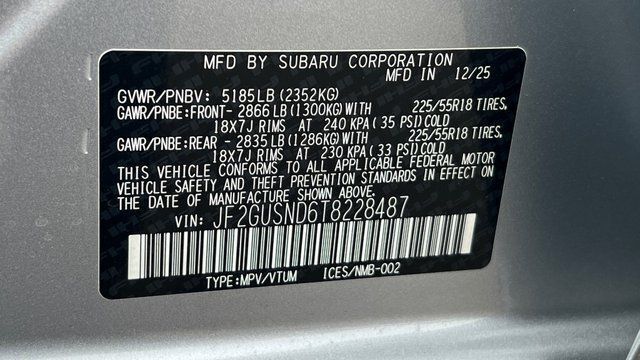 MFD BY SUBARU CORPORATION
MFD IN 12/25
GVWR/PNBV: 5185LB (2352KG)
GAWR/PNBE:FRONT- 2866 LB (1300KG)WITH 225/55R18 TIRES,
18X7J RIMS AT 240 KPA (35 PSI)COLD
GAWR/PNBE:REAR - 2835 LB (1286KG)WITH 225/55R18 TIRES,
18X7J RIMS AT 230 KPA (33 PSI)COLD
THIS VEHICLE CONFORMS TO ALL APPLICABLE FEDERAL MOTOR
VEHICLE SAFETY AND THEFT PREVENTION STANDARDS IN EFFECT ON
THE DATE OF MANUFACTURE SHOWN ABOVE.
VIN: JF2GUSND6T8228487
TYPE:MPV/VTUM ICES/NMB-002